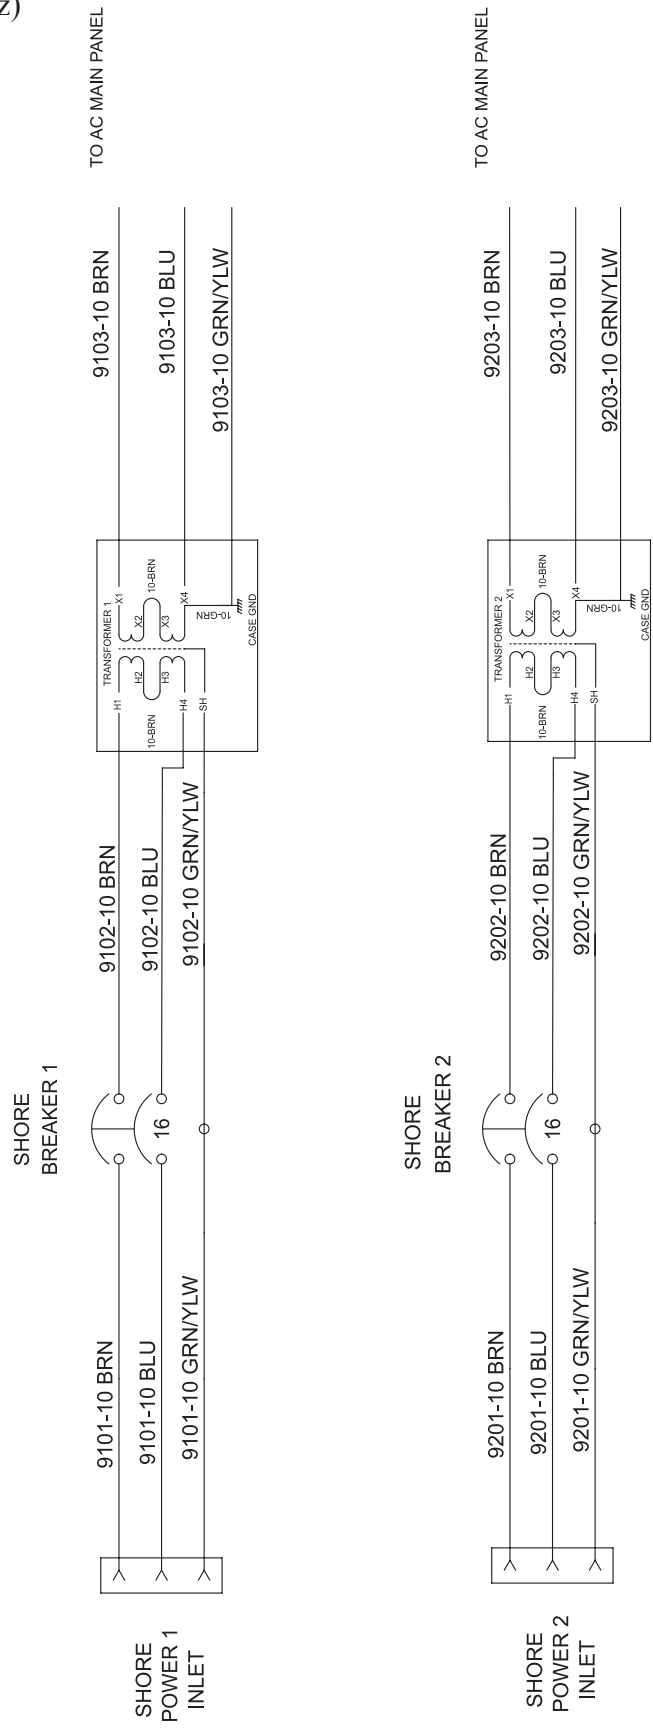 z)
SHORE
POWER 1
INLET
9101-10 BRN
9101-10 BLU
9101-10 GRN/YLW
SHORE
BREAKER 1
16
9102-10 BRN
9102-10 BLU
9102-10 GRN/YLW
TRANSFORMER 1
H1
H2
H3
H4
SH
10-BRN
X1
X2
X3
X4
10-BRN
10-GRN
CASE GND
9103-10 BRN
9103-10 BLU
9103-10 GRN/YLW
TO AC MAIN PANEL
SHORE
POWER 2
INLET
9201-10 BRN
9201-10 BLU
9201-10 GRN/YLW
SHORE
BREAKER 2
16
9202-10 BRN
9202-10 BLU
9202-10 GRN/YLW
TRANSFORMER 2
H1
H2
H3
H4
SH
10-BRN
X1
X2
X3
X4
10-BRN
10-GRN
CASE GND
9203-10 BRN
9203-10 BLU
9203-10 GRN/YLW
TO AC MAIN PANEL